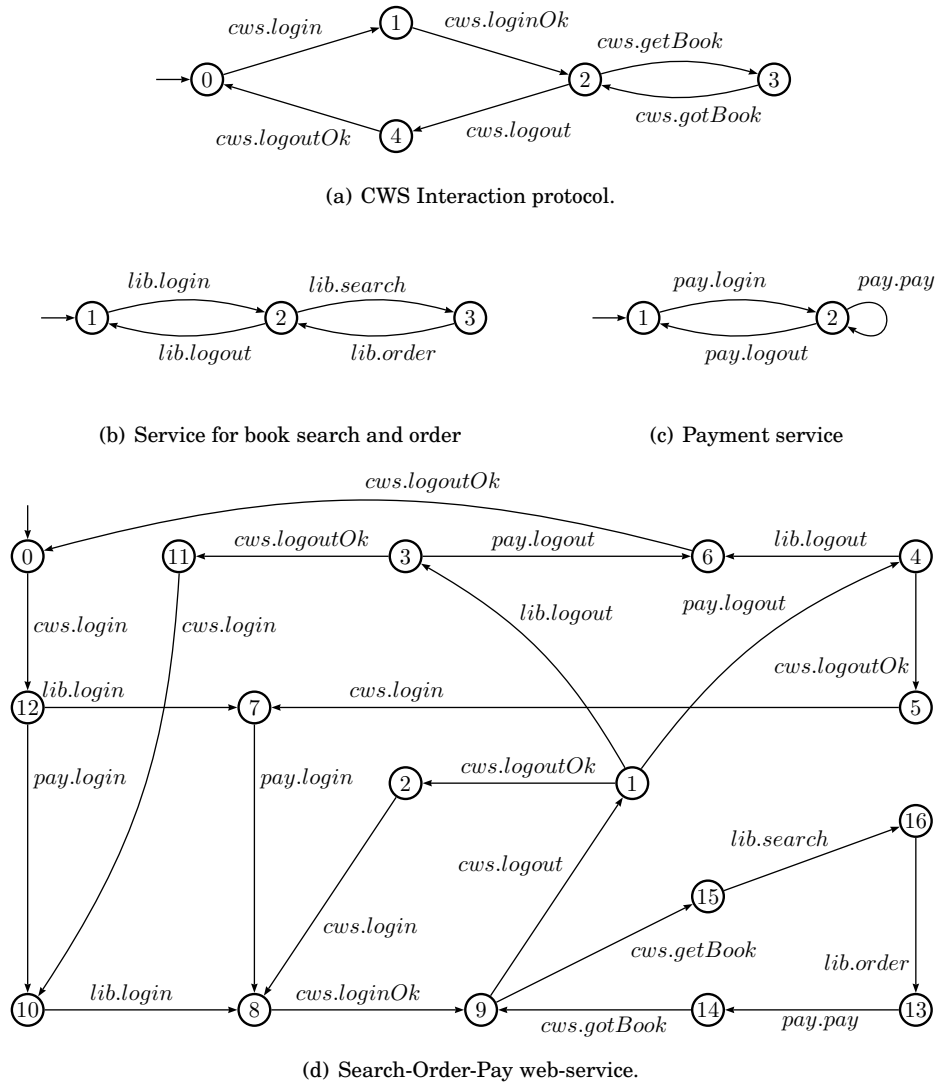 cws.login
1
cws.loginOk
cws.getBook
0
2
3
cws.logoutOk
4
cws.logout
cws.gotBook
(a) CWS Interaction protocol.
lib.login
lib.search
pay.login
pay.pay
1
2
3
1
2
lib.logout
lib.order
pay.logout
(b) Service for book search and order
(c) Payment service
cws.logoutOk
0
11
cws.logoutOk
3
pay.logout
6
lib.logout
4
cws.login
cws.login
lib.logout
pay.logout
cws.logoutOk
12
lib.login
7
cws.login
5
pay.login
pay.login
2
cws.logoutOk
1
16
lib.search
cws.logout
15
cws.login
cws.getBook
lib.order
10
lib.login
8
cws.loginOk
9
cws.gotBook
14
pay.pay
13
(d) Search-Order-Pay web-service.